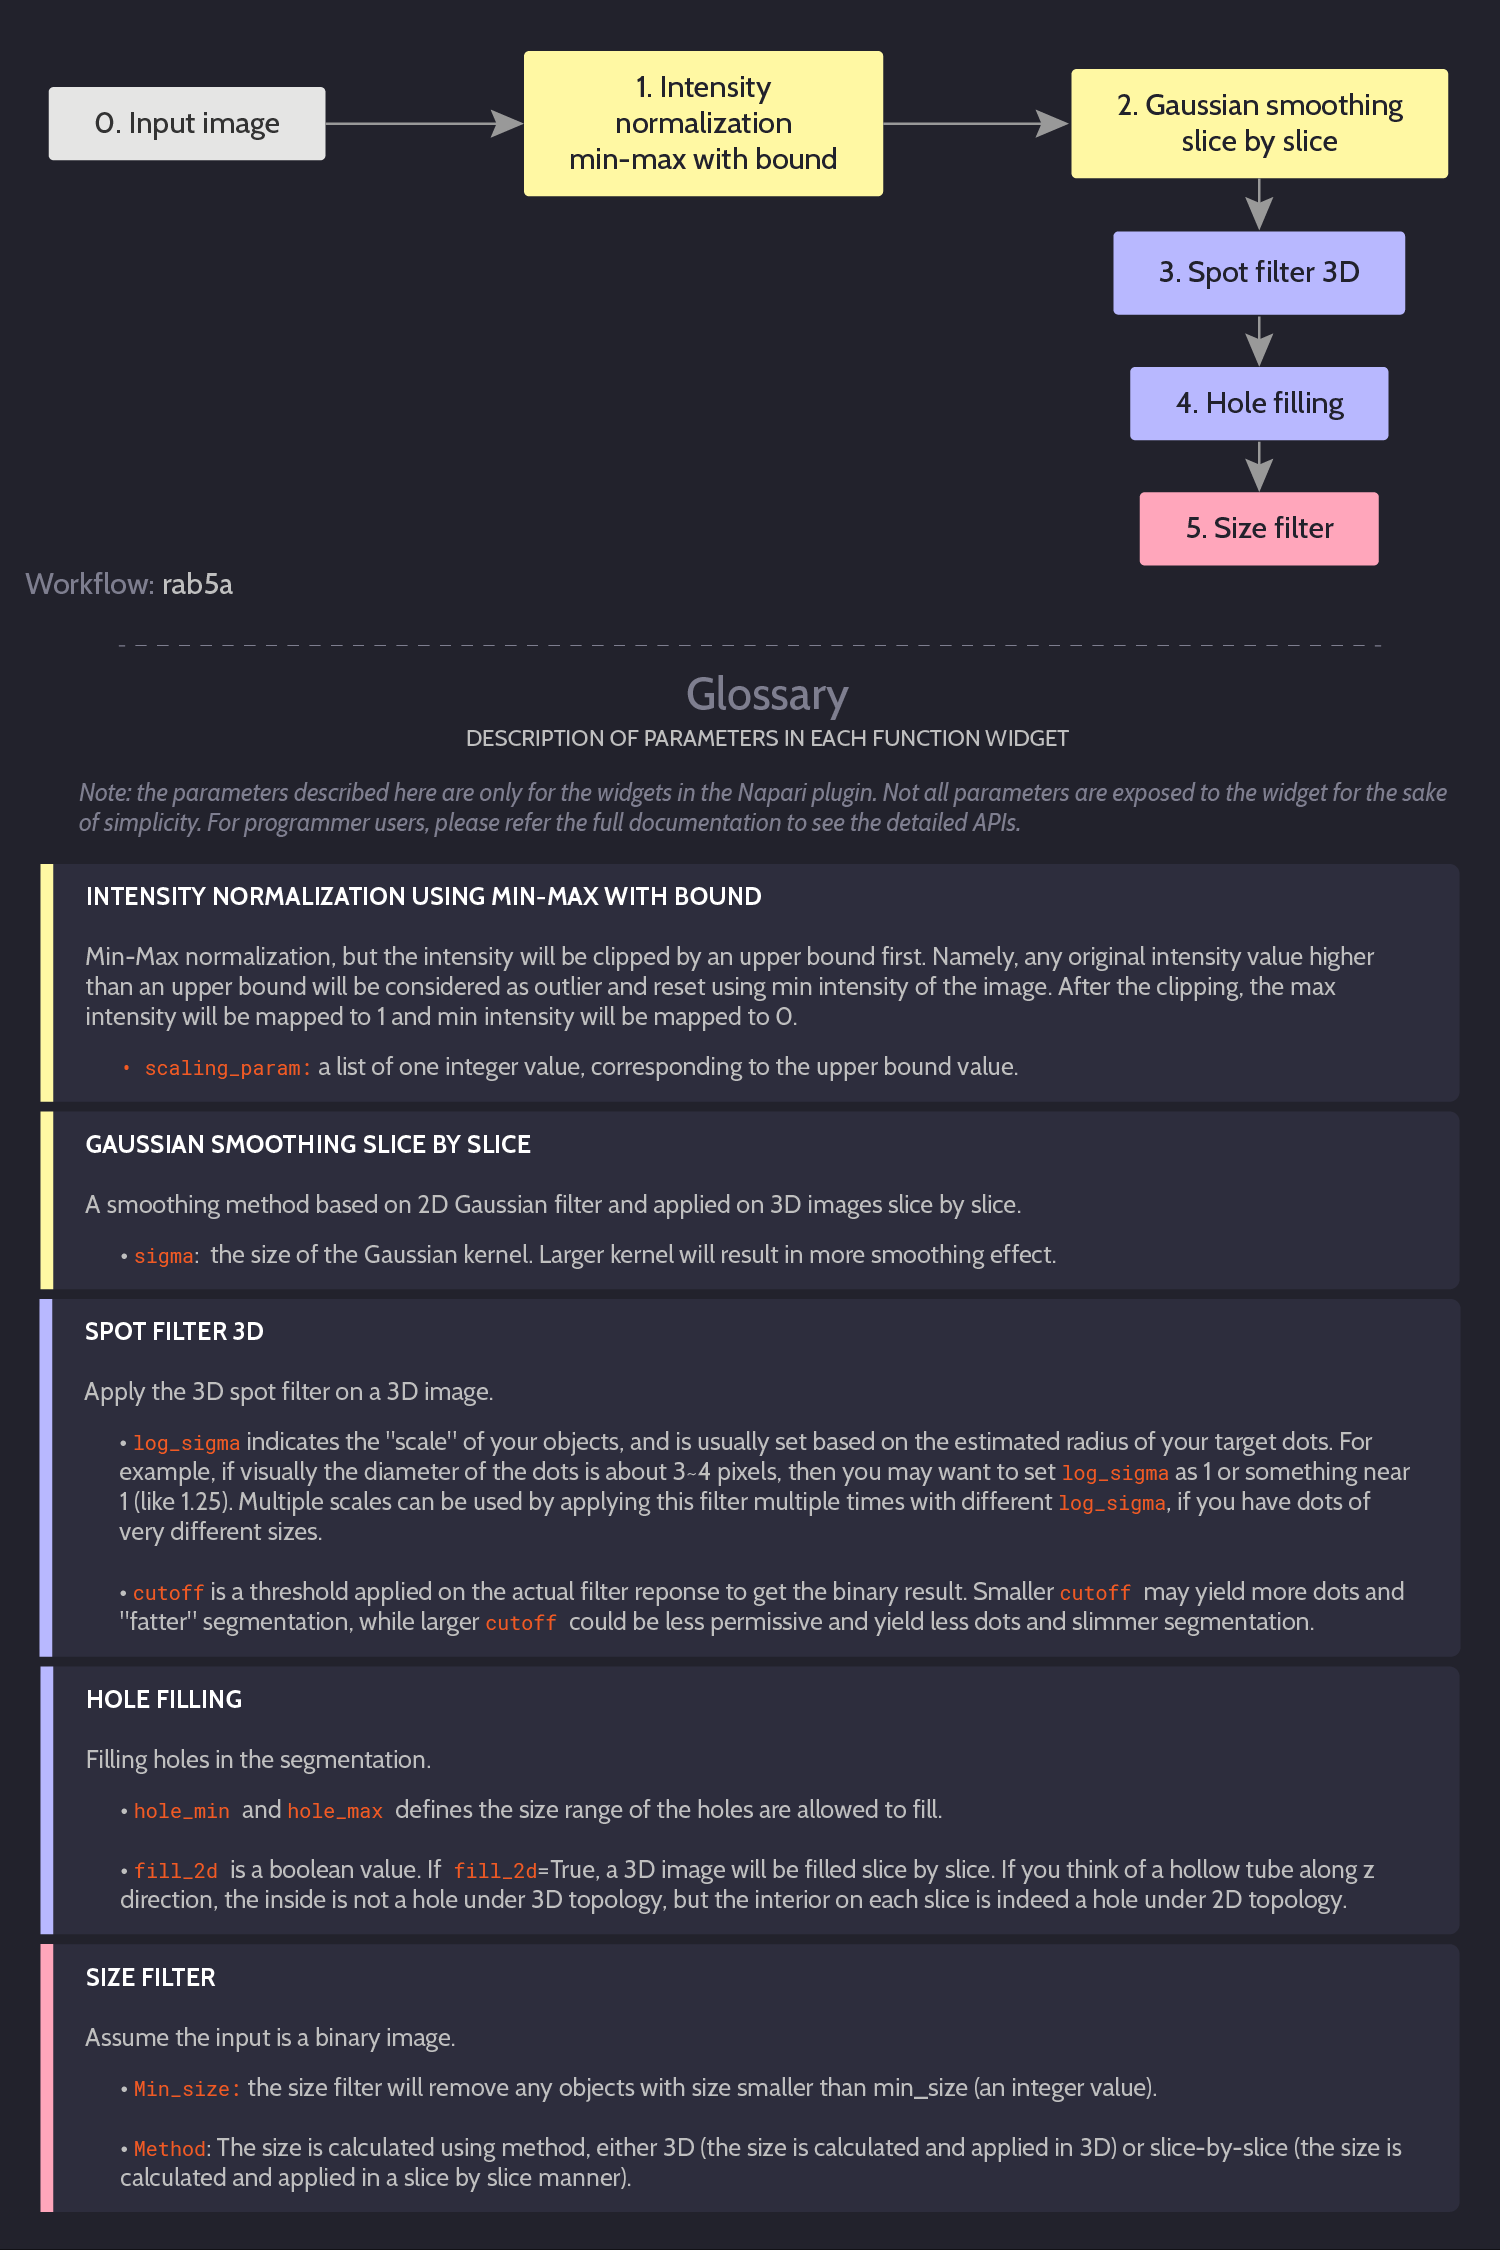 0. Input image
1. Intensity
normalization
min-max with bound
2. Gaussian smoothing
slice by slice
3. Spot filter 3D
4. Hole filling
5. Size filter
Workflow: rab5a
Glossary
DESCRIPTION OF PARAMETERS IN EACH FUNCTION WIDGET
Note: the parameters described here are only for the widgets in the Napari plugin. Not all parameters are exposed to the widget for the sake
of simplicity. For programmer users, please refer the full documentation to see the detailed APIs.
INTENSITY NORMALIZATION USING MIN-MAX WITH BOUND
Min-Max normalization, but the intensity will be clipped by an upper bound first. Namely, any original intensity value higher
than an upper bound will be considered as outlier and reset using min intensity of the image. After the clipping, the max
intensity will be mapped to 1 and min intensity will be mapped to 0.
• scaling_param: a list of one integer value, corresponding to the upper bound value.
GAUSSIAN SMOOTHING SLICE BY SLICE
A smoothing method based on 2D Gaussian filter and applied on 3D images slice by slice.
• sigma: the size of the Gaussian kernel. Larger kernel will result in more smoothing effect.
SPOT FILTER 3D
Apply the 3D spot filter on a 3D image.
• log_sigma indicates the "scale" of your objects, and is usually set based on the estimated radius of your target dots. For
example, if visually the diameter of the dots is about 3~4 pixels, then you may want to set log_sigma as 1 or something near
1 (like 1.25). Multiple scales can be used by applying this filter multiple times with different log_sigma, if you have dots of
very different sizes.
• cutoff is a threshold applied on the actual filter reponse to get the binary result. Smaller cutoff may yield more dots and
"fatter" segmentation, while larger cutoff could be less permissive and yield less dots and slimmer segmentation.
HOLE FILLING
Filling holes in the segmentation.
• hole_min and hole_max defines the size range of the holes are allowed to fill.
• fill_2d is a boolean value. If fill_2d=True, a 3D image will be filled slice by slice. If you think of a hollow tube along z
direction, the inside is not a hole under 3D topology, but the interior on each slice is indeed a hole under 2D topology.
SIZE FILTER
Assume the input is a binary image.
• Min_size: the size filter will remove any objects with size smaller than min_size (an integer value).
• Method: The size is calculated using method, either 3D (the size is calculated and applied in 3D) or slice-by-slice (the size is
calculated and applied in a slice by slice manner).